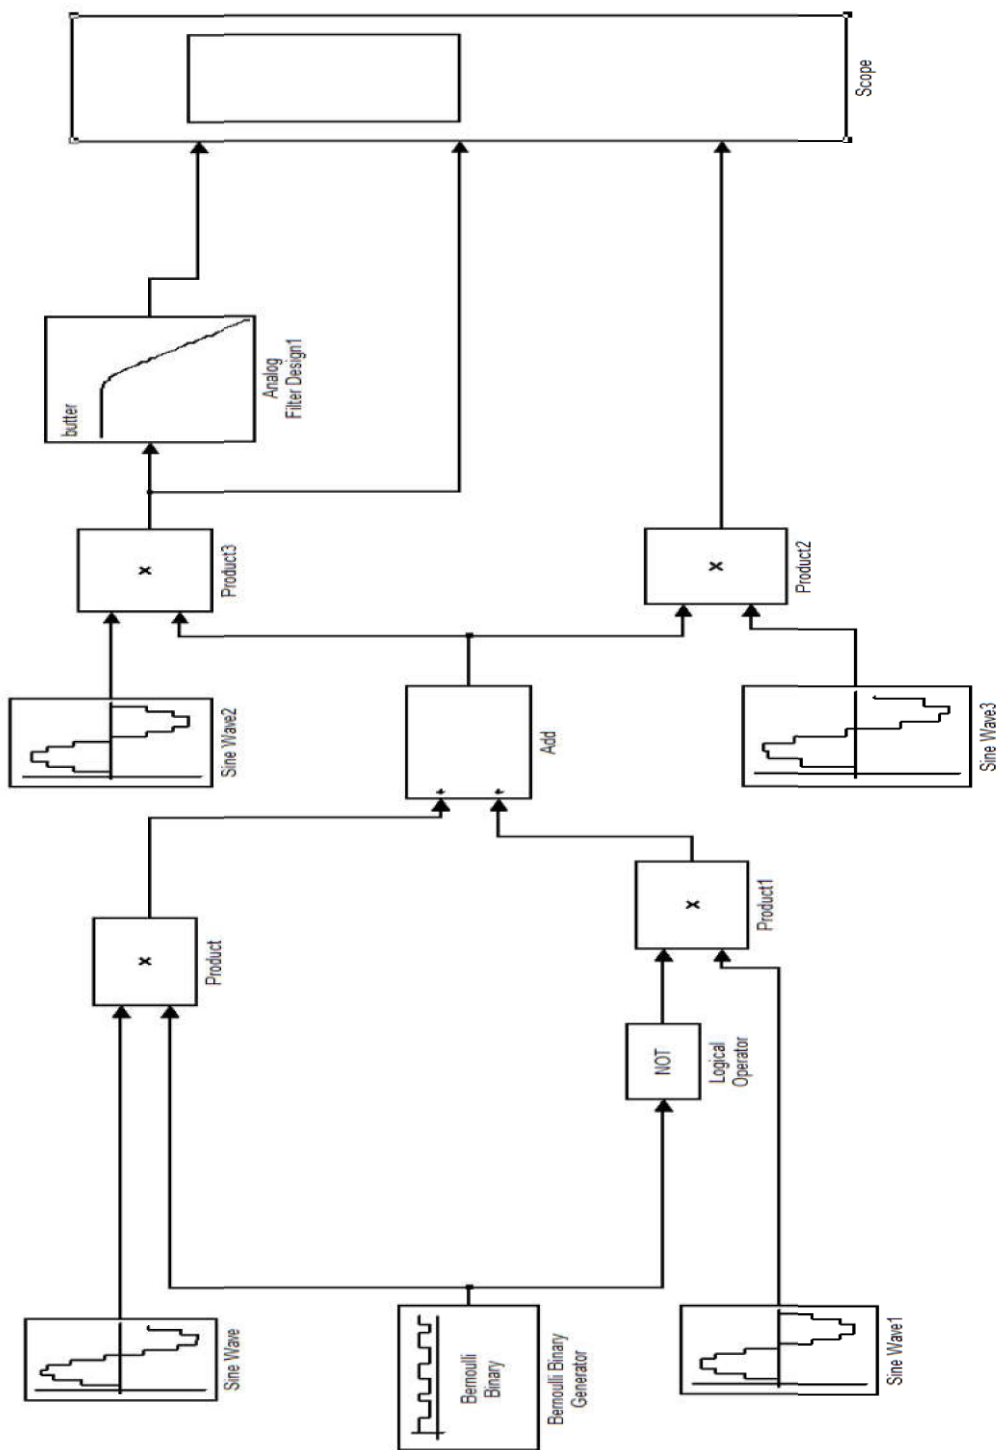 Sine Wave
Bernoulli
Binary
Bernoulli Binary
Generator
Sine Wave1
x
Product
NOT
Logical
Operator
x
Product1
+
+
Add
Sine Wave2
Sine Wave3
x
Product3
x
Product2
butter
Analog
Filter Design1
Scope